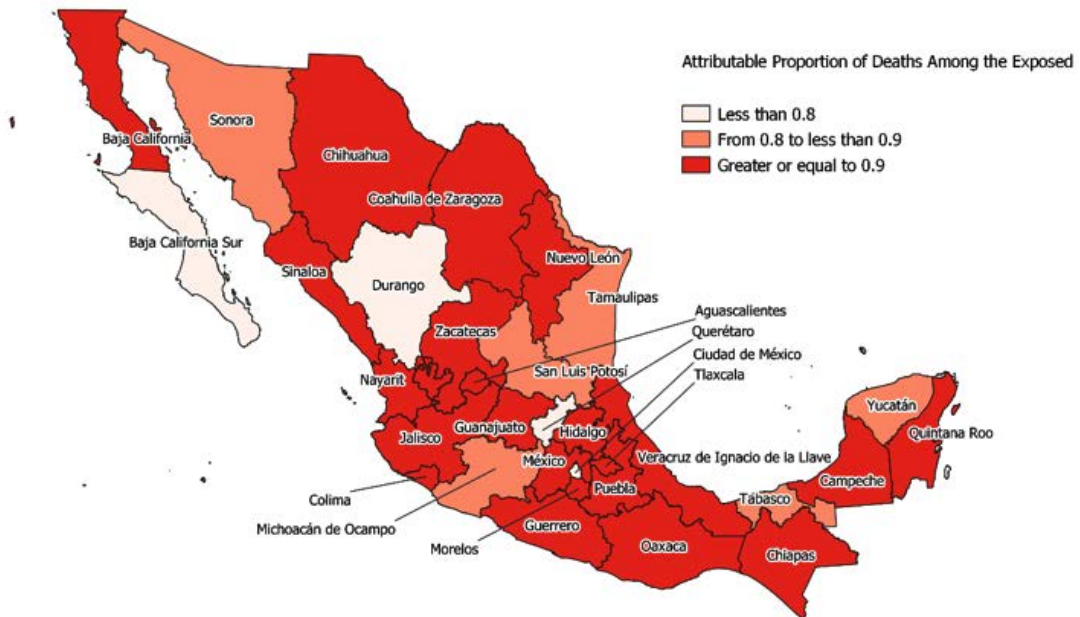 Attributable Proportion of Deaths Among the Exposed
Less than 0.8
From 0.8 to less than 0.9
Greater or equal to 0.9
Sonora
Baja California
Chihuahua
Coahuila de Zaragoza
Baja California Sur
Nuevo León
Sinaloa
Durango
Tamaulipas
Aguascalientes
Zacatecas
Querétaro
Ciudad de México
San Luis Potosí
Tlaxcala
Nayarit
Yucatán
Guanajuato
Hidalgo
Quintana Roo
Jalisco
México
Veracruz de Ignacio de la Llave
Campeche
Puebla
Tabasco
Colima
Michoacán de Ocampo
Guerrero
Morelos
Oaxaca
Chiapas